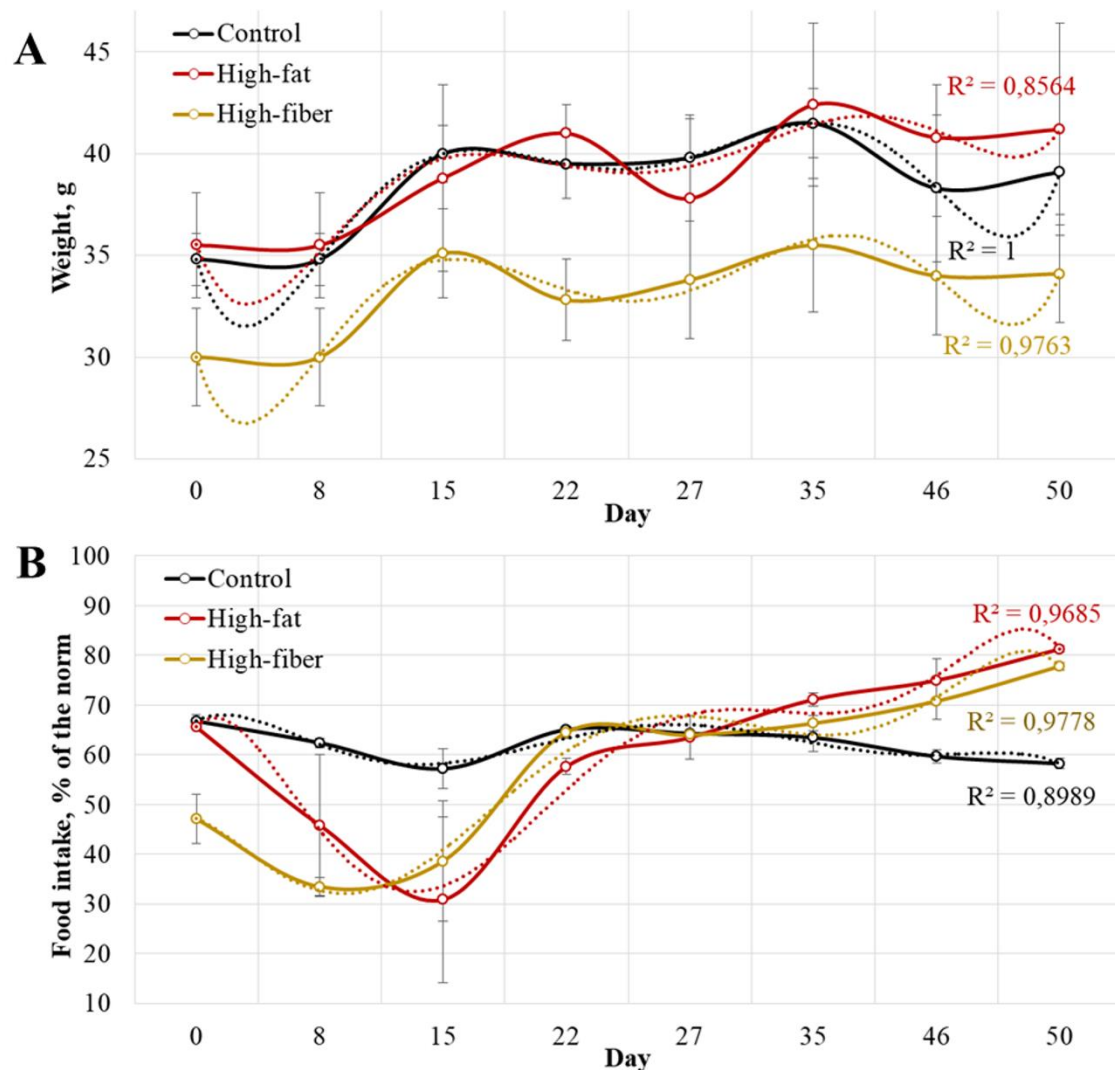 A
Control
High-fat
High-fiber
45
40
35
30
25
Weight, g
R² = 0,8564
R² = 1
R² = 0,9763
0 8 15 22 27 35 46 50
Day
B
Control
High-fat
High-fiber
100
90
80
70
60
50
40
30
20
10
Food intake, % of the norm
R² = 0,9685
R² = 0,9778
R² = 0,8989
0 8 15 22 27 35 46 50
Day